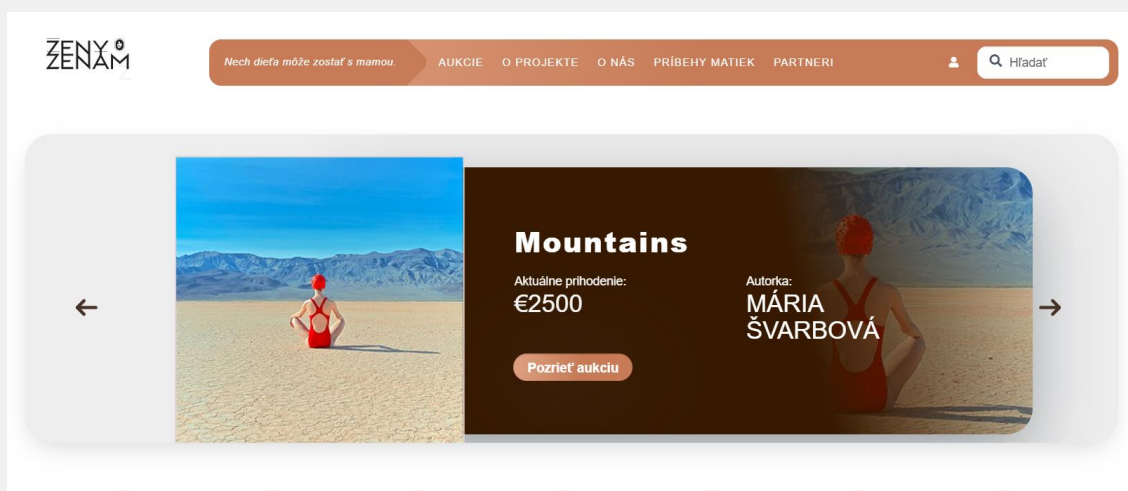 ŽENY
ŽENÁM
Nech dieťa môže zostať s mamou.
AUKCIE
O PROJEKTE
O NÁS
PRÍBEHY MATIEK
PARTNERI
Hľadať
Mountains
Aktuálne prihodenie:
€2500
Autorka:
MÁRIA
ŠVARBOVÁ
Pozrieť aukciu